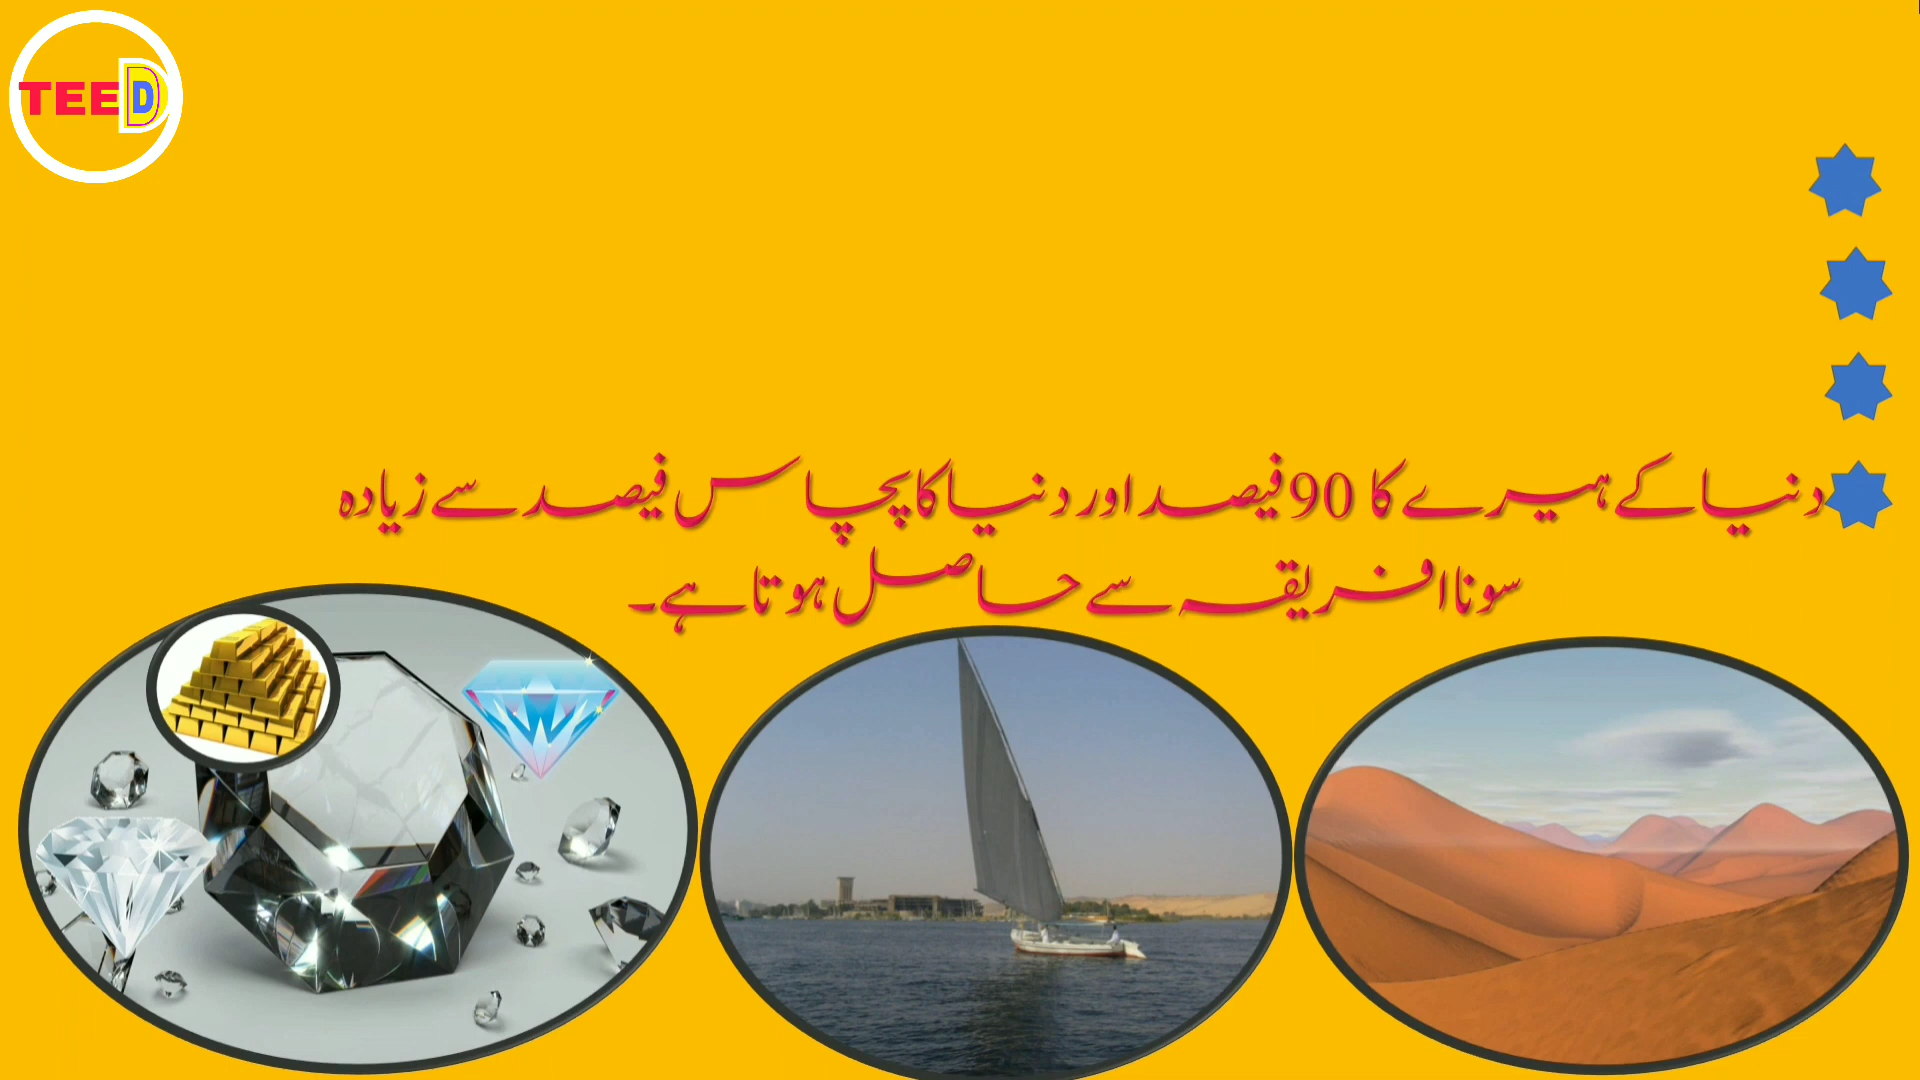 TEED
دنیا کے ہیرے کا 90 فیصد اور دنیا کا پچاس فیصد سے زیادہ
سونا افریقہ سے حاصل ہوتا ہے۔